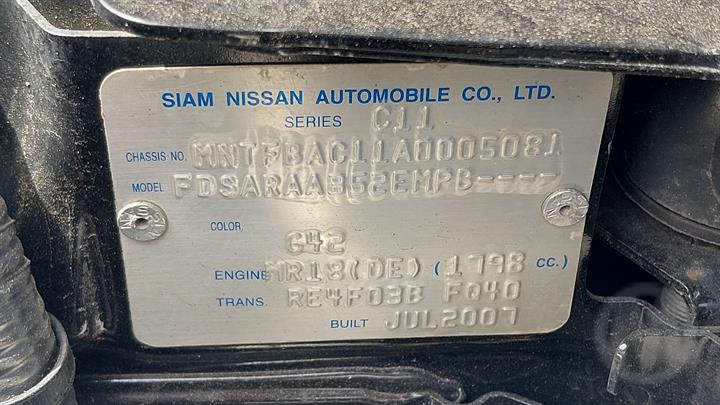 SIAM NISSAN AUTOMOBILE CO., LTD.
SERIES C11
CHASSIS NO. MNTFBAC11A0005081
MODEL FDSARAAB52EMPB----
COLOR G42
ENGINE MR18(DE) (1798 CC.)
TRANS. RE4F03B FQ40
BUILT JUL2007